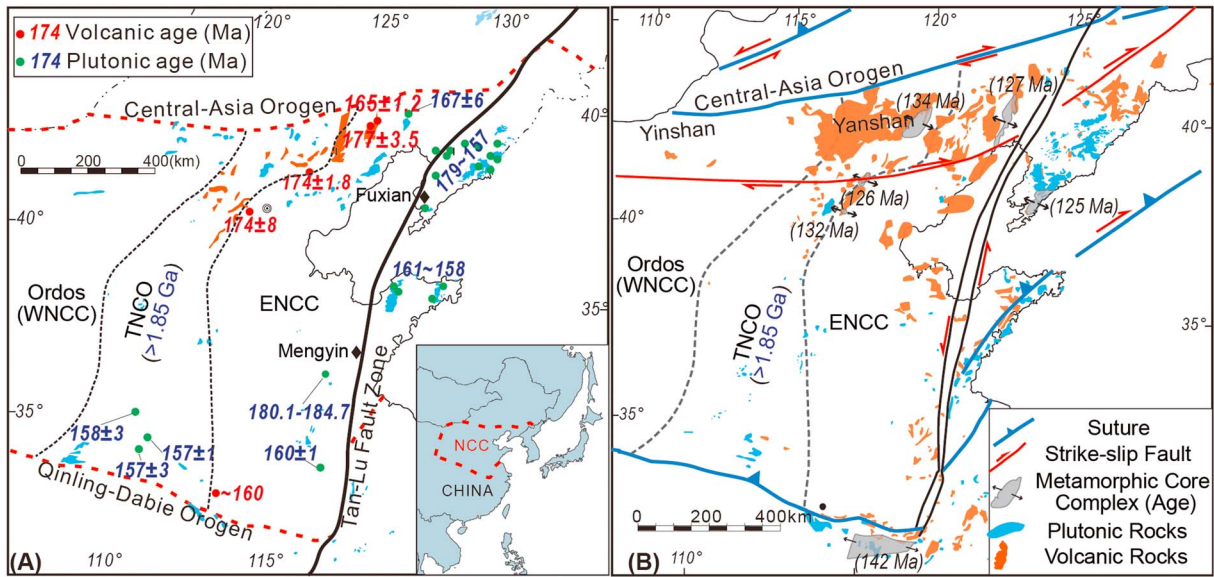 115°
120°
125°
130°
174 Volcanic age (Ma)
174 Plutonic age (Ma)
Central-Asia Orogen
165±1.2
167±6
40°
177±3.5
0 200 400(km)
179~157
174±1.8
Fuxian
40°
174±8
161~158
Ordos
(WNCC)
TNCO
(>1.85 Ga)
ENCC
35°
Mengyin
Tan-Lu Fault Zone
180.1-184.7
158±3
157±1
157±3
160±1
~160
Qinling-Dabie Orogen
NCC
CHINA
(A)
110°
115°
115°
120°
125°
Central-Asia Orogen
(127 Ma)
(134 Ma)
Yinshan
Yanshan
40°
40°
(126 Ma)
(125 Ma)
(132 Ma)
Ordos
(WNCC)
TNCO
(>1.85 Ga)
ENCC
35°
35°
Suture
Strike-slip Fault
Metamorphic Core
Complex (Age)
Plutonic Rocks
Volcanic Rocks
0 200 400km
(142 Ma)
(B)
110°